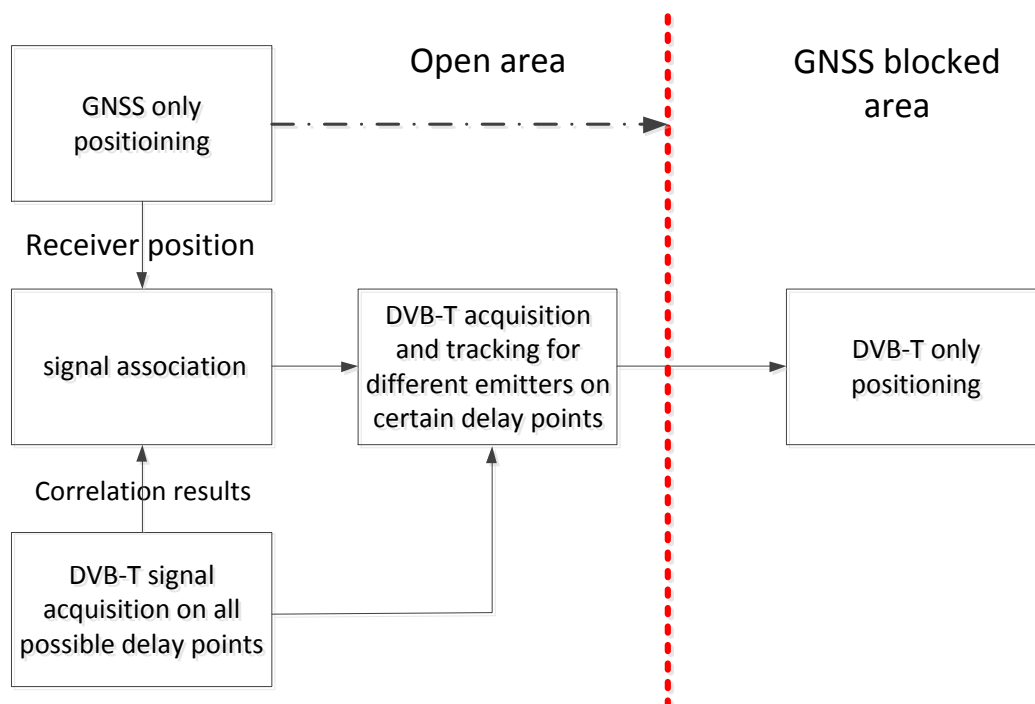 Open area
GNSS blocked
area
GNSS only
positioining
Receiver position
signal association
DVB-T acquisition
and tracking for
different emitters on
certain delay points
DVB-T only
positioning
Correlation results
DVB-T signal
acquisition on all
possible delay points